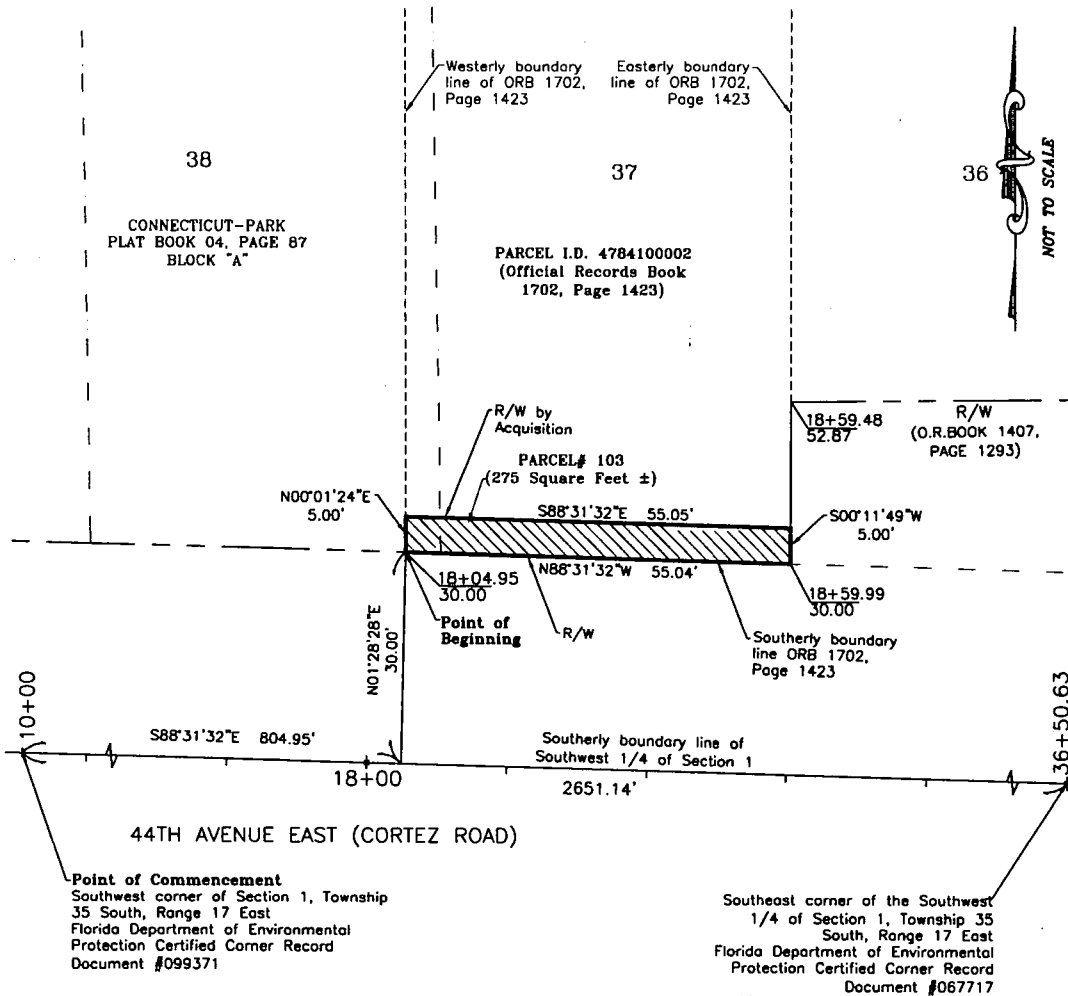 Westerly boundary
line of ORB 1702,
Page 1423
Easterly boundary
line of ORB 1702,
Page 1423
38
37
36
NOT TO SCALE
CONNECTICUT-PARK
PLAT BOOK 04, PAGE 87
BLOCK "A"
PARCEL I.D. 4784100002
(Official Records Book
1702, Page 1423)
R/W by
Acquisition
PARCEL# 103
(275 Square Feet ±)
18+59.48
52.87
R/W
(O.R.BOOK 1407,
PAGE 1293)
N00°01'24"E
5.00'
S88°31'32"E 55.05'
S00°11'49"W
5.00'
N88°31'32"W 55.04'
18+04.95
30.00
18+59.99
30.00
Point of
Beginning
R/W
Southerly boundary
line ORB 1702,
Page 1423
N01°28'28"E
30.00'
10+00
S88°31'32"E 804.95'
18+00
Southerly boundary line of
Southwest 1/4 of Section 1
2651.14'
36+50.63
44TH AVENUE EAST (CORTEZ ROAD)
Point of Commencement
Southwest corner of Section 1, Township
35 South, Range 17 East
Florida Department of Environmental
Protection Certified Corner Record
Document #099371
Southeast corner of the Southwest
1/4 of Section 1, Township 35
South, Range 17 East
Florida Department of Environmental
Protection Certified Corner Record
Document #067717